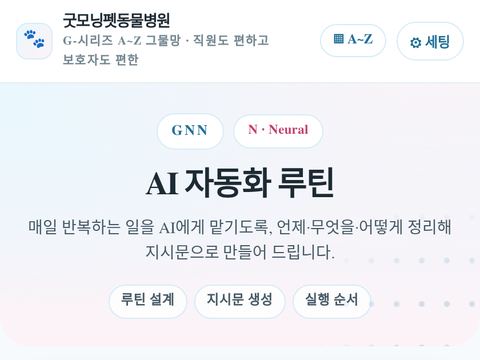 굿모닝펫동물병원
G-시리즈 A~Z 그물망 · 직원도 편하고
보호자도 편한
A~Z
세팅
GNN
N · Neural
AI 자동화 루틴
매일 반복하는 일을 AI에게 맡기도록, 언제·무엇을·어떻게 정리해
지시문으로 만들어 드립니다.
루틴 설계
지시문 생성
실행 순서